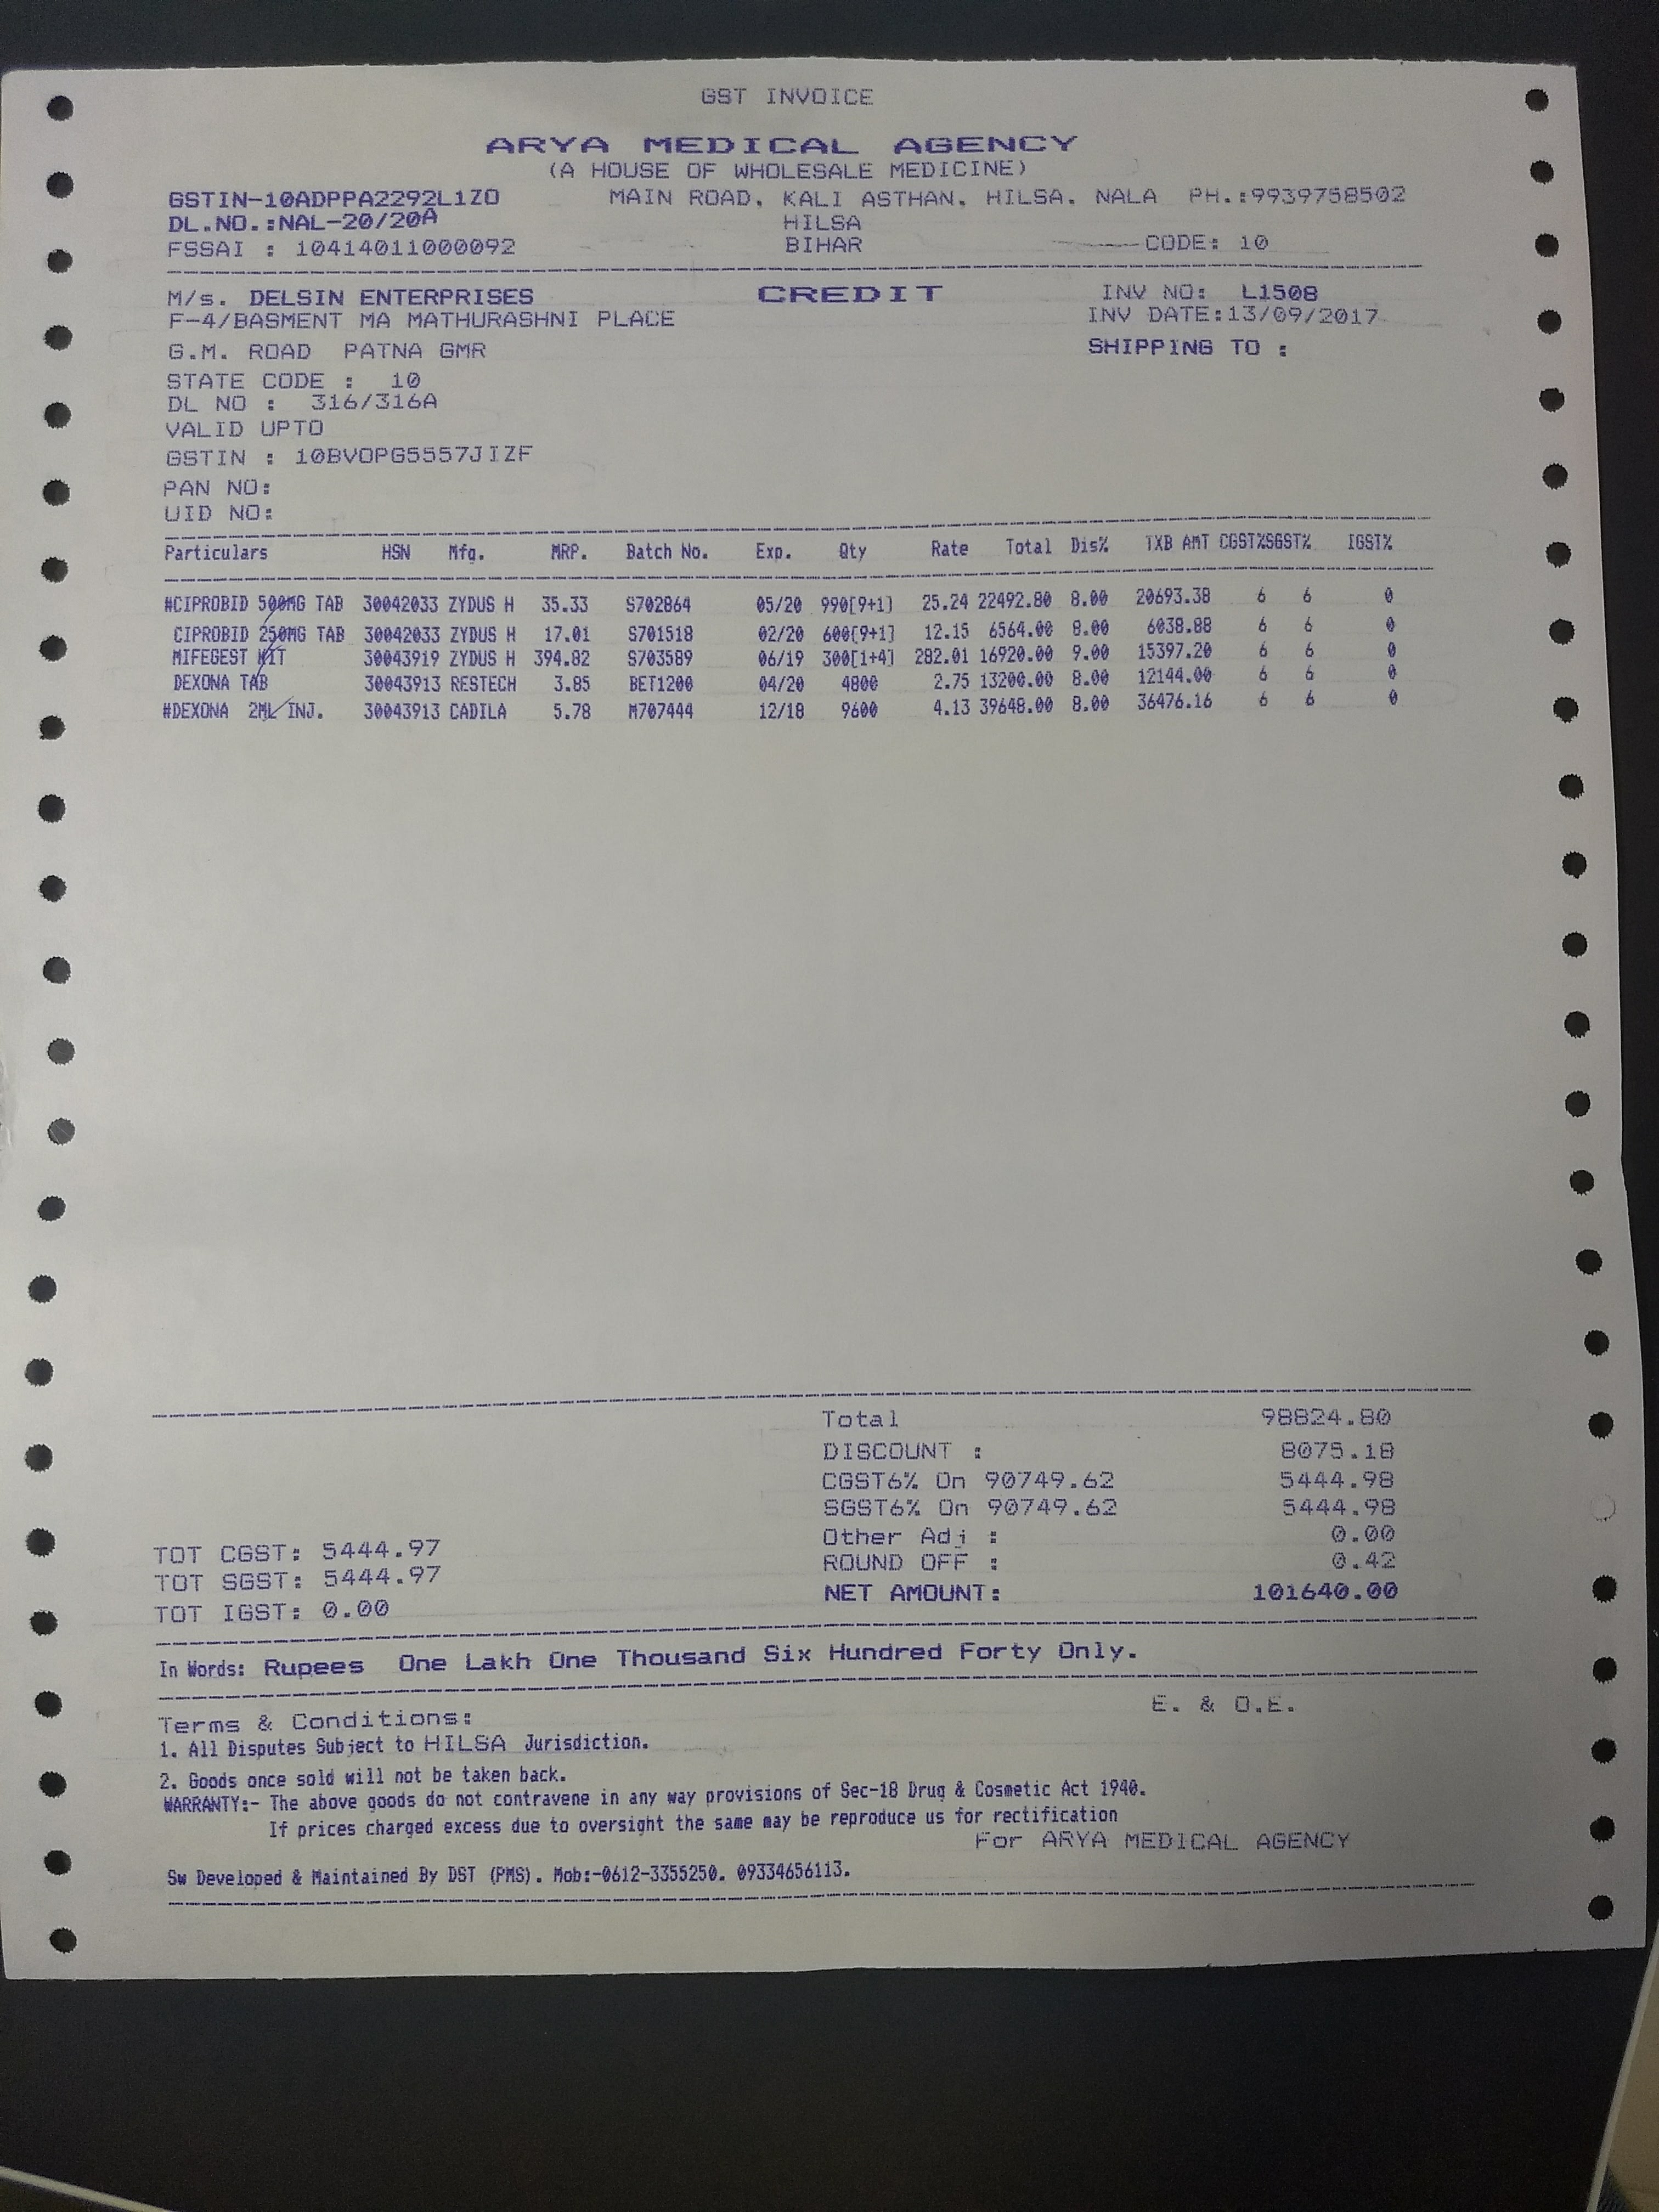 GST INVOICE
ARYA MEDICAL AGENCY
(A HOUSE OF WHOLESALE MEDICINE)
GSTIN-10ADPPA2292L1ZO MAIN ROAD, KALI ASTHAN, HILSA, NALA PH.:9939758502
DL.NO.:NAL-20/20A HILSA
FSSAI : 10414011000092 BIHAR CODE: 10
M/s. DELSIN ENTERPRISES CREDIT INV NO: L1508
F-4/BASMENT MA MATHURASHNI PLACE INV DATE:13/09/2017
G.M. ROAD PATNA GMR SHIPPING TO :
STATE CODE : 10
DL NO : 316/316A
VALID UPTO
GSTIN : 10BVOPG5557JIZF
PAN NO:
UID NO:
Particulars HSN Mfg. MRP. Batch No. Exp. Qty Rate Total Dis% TXB AMT CGST%SGST% IGST%
#CIPROBID 500MG TAB 30042033 ZYDUS H 35.33 S702864 05/20 990[9+1] 25.24 22492.80 8.00 20693.38 6 6 0
CIPROBID 250MG TAB 30042033 ZYDUS H 17.01 S701518 02/20 600[9+1] 12.15 6564.00 8.00 6038.88 6 6 0
MIFEGEST KIT 30043919 ZYDUS H 394.82 S703589 06/19 300[1+4] 282.01 16920.00 9.00 15397.20 6 6 0
DEXONA TAB 30043913 RESTECH 3.85 BET1200 04/20 4800 2.75 13200.00 8.00 12144.00 6 6 0
#DEXONA 2ML INJ. 30043913 CADILA 5.78 M707444 12/18 9600 4.13 39648.00 8.00 36476.16 6 6 0
Total 98824.80
DISCOUNT : 8075.18
CGST6% On 90749.62 5444.98
SGST6% On 90749.62 5444.98
Other Adj : 0.00
TOT CGST: 5444.97 ROUND OFF : 0.42
TOT SGST: 5444.97 NET AMOUNT: 101640.00
TOT IGST: 0.00
In Words: Rupees One Lakh One Thousand Six Hundred Forty Only.
E. & O.E.
Terms & Conditions:
1. All Disputes Subject to HILSA Jurisdiction.
2. Goods once sold will not be taken back.
WARRANTY:- The above goods do not contravene in any way provisions of Sec-18 Drug & Cosmetic Act 1940.
If prices charged excess due to oversight the same may be reproduce us for rectification
For ARYA MEDICAL AGENCY
Sw Developed & Maintained By DST (PMS). Mob:-0612-3355250. 09334656113.